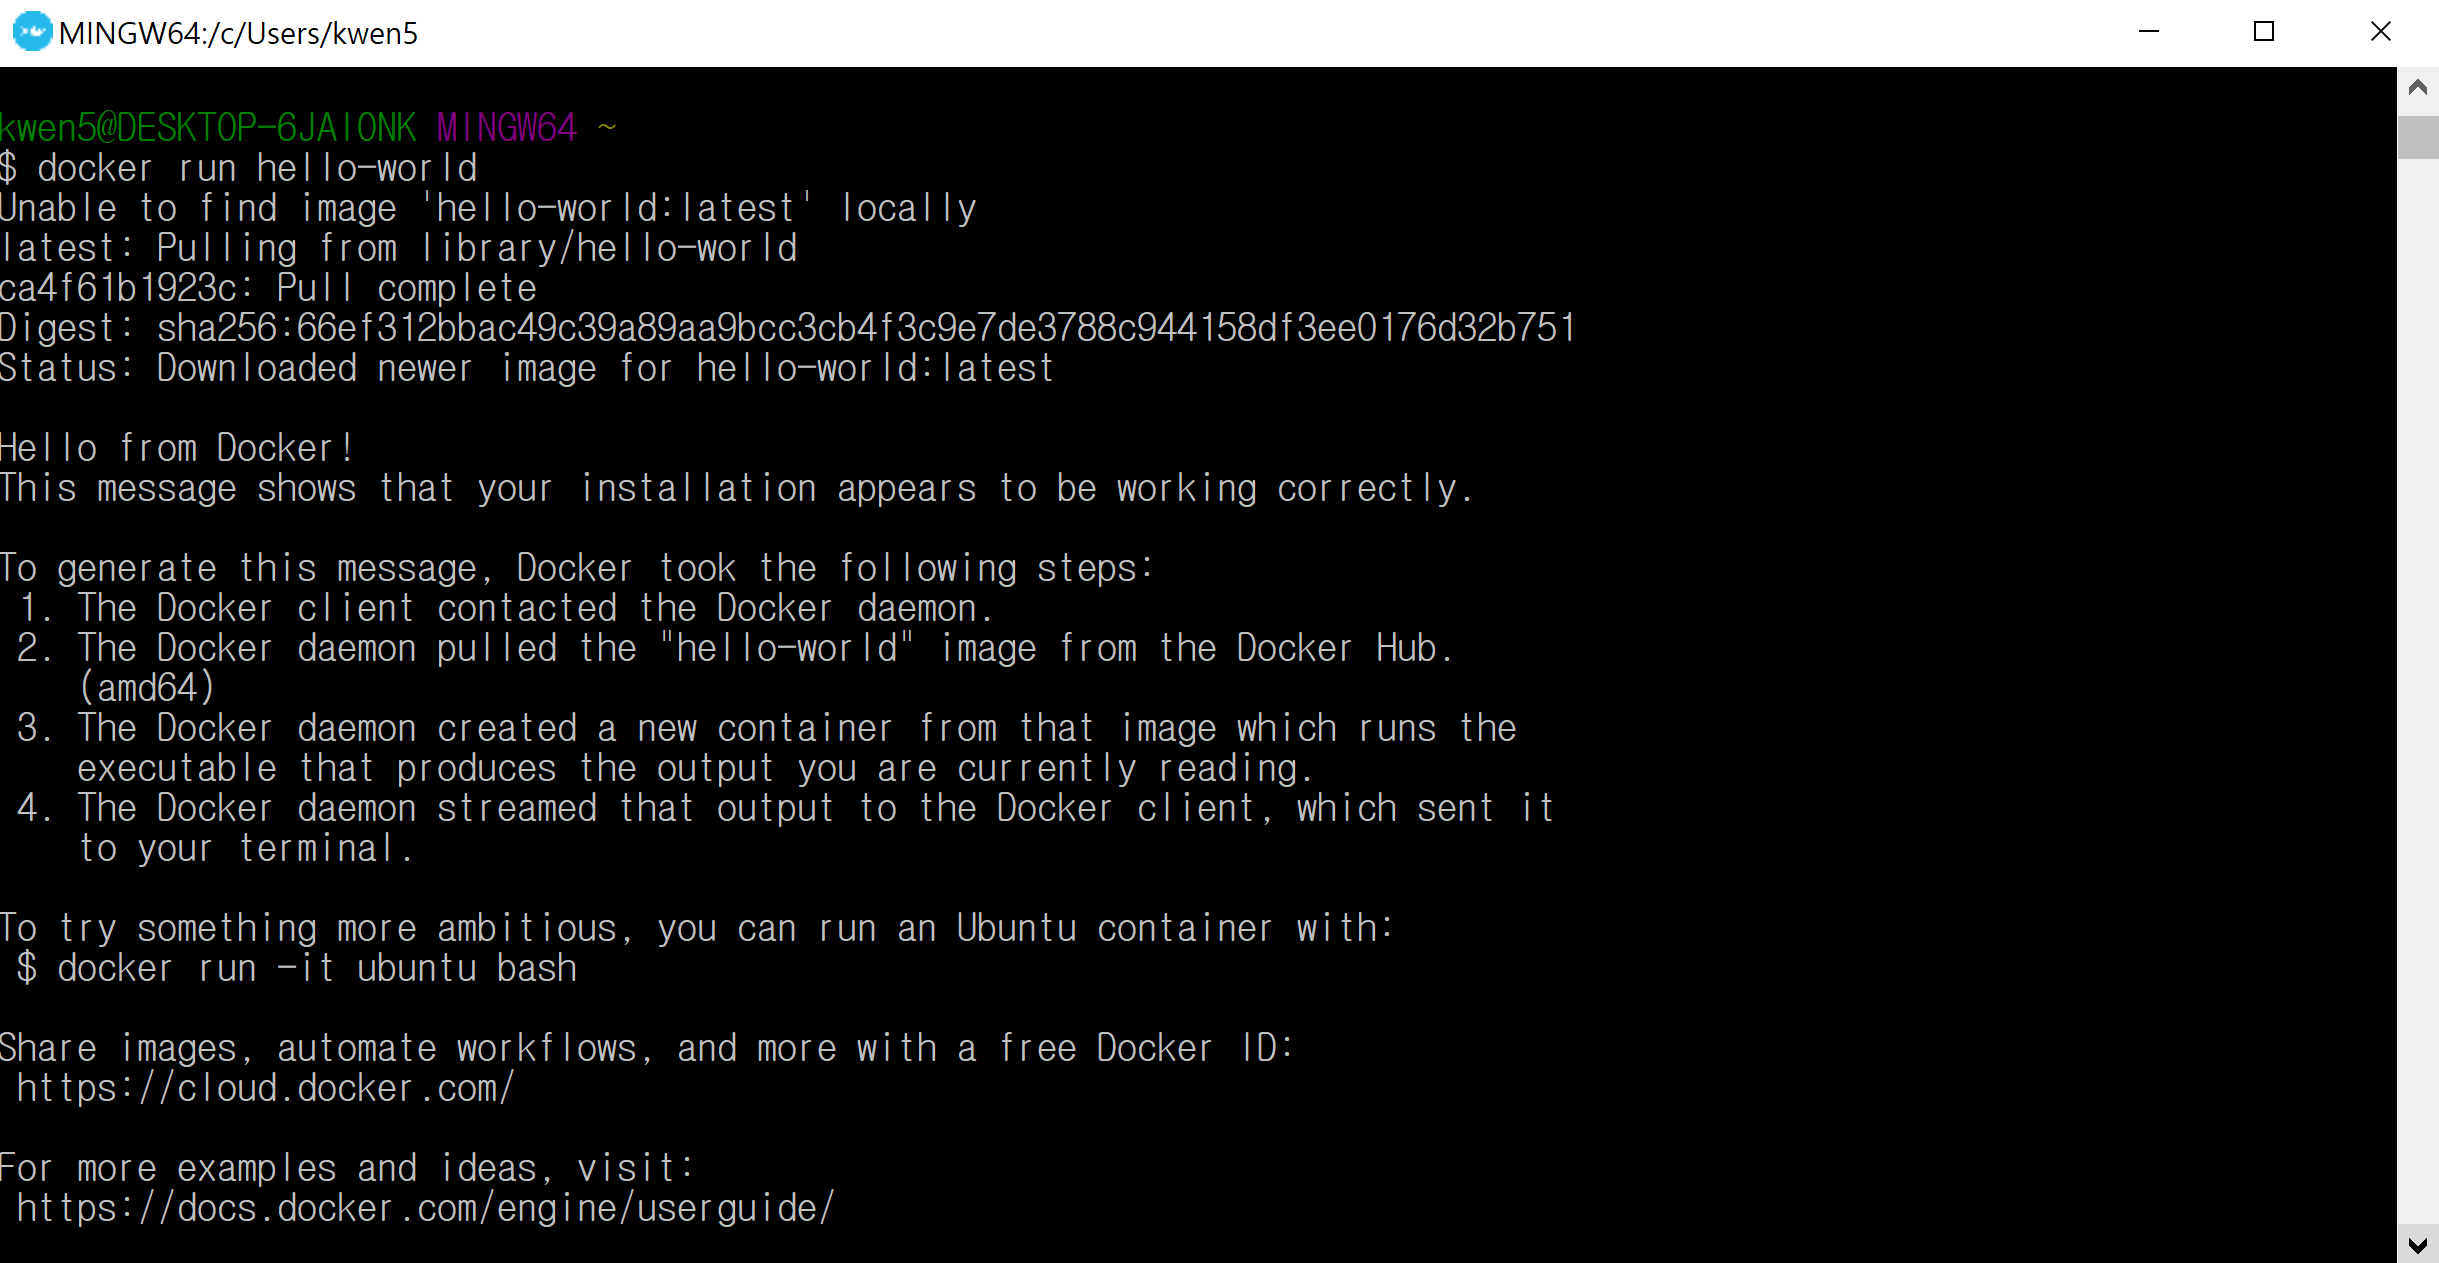 MINGW64:/c/Users/kwen5
kwen5@DESKTOP-6JAIONK MINGW64 ~
$ docker run hello-world
Unable to find image 'hello-world:latest' locally
latest: Pulling from library/hello-world
ca4f61b1923c: Pull complete
Digest: sha256:66ef312bbac49c39a89aa9bcc3cb4f3c9e7de3788c944158df3ee0176d32b751
Status: Downloaded newer image for hello-world:latest
Hello from Docker!
This message shows that your installation appears to be working correctly.
To generate this message, Docker took the following steps:
1. The Docker client contacted the Docker daemon.
2. The Docker daemon pulled the "hello-world" image from the Docker Hub.
(amd64)
3. The Docker daemon created a new container from that image which runs the
executable that produces the output you are currently reading.
4. The Docker daemon streamed that output to the Docker client, which sent it
to your terminal.
To try something more ambitious, you can run an Ubuntu container with:
$ docker run -it ubuntu bash
Share images, automate workflows, and more with a free Docker ID:
https://cloud.docker.com/
For more examples and ideas, visit:
https://docs.docker.com/engine/userguide/